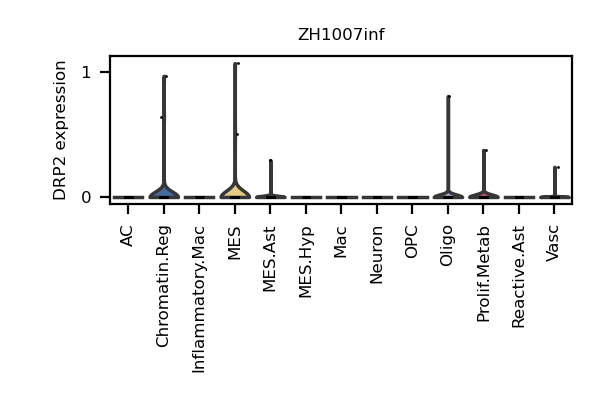 ZH1007inf
DRP2 expression
1
0
AC
Chromatin.Reg
Inflammatory.Mac
MES
MES.Ast
MES.Hyp
Mac
Neuron
OPC
Oligo
Prolif.Metab
Reactive.Ast
Vasc